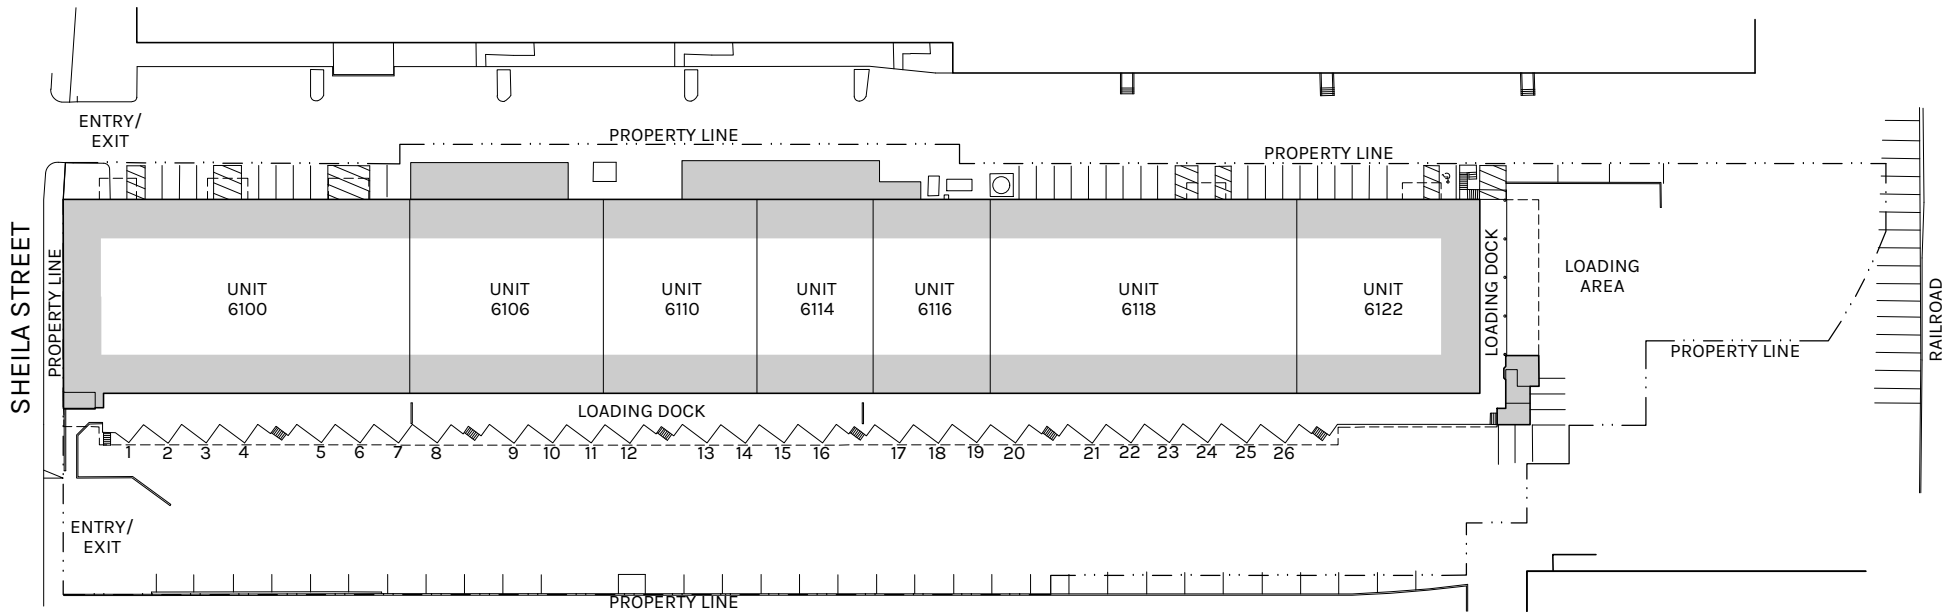 ENTRY/
EXIT
PROPERTY LINE
PROPERTY LINE
SHEILA STREET
PROPERTY LINE
UNIT
6100
UNIT
6106
UNIT
6110
UNIT
6114
UNIT
6116
UNIT
6118
UNIT
6122
LOADING DOCK
LOADING
AREA
PROPERTY LINE
RAILROAD
LOADING DOCK
1 2 3 4 5 6 7 8 9 10 11 12 13 14 15 16 17 18 19 20 21 22 23 24 25 26
ENTRY/
EXIT
PROPERTY LINE